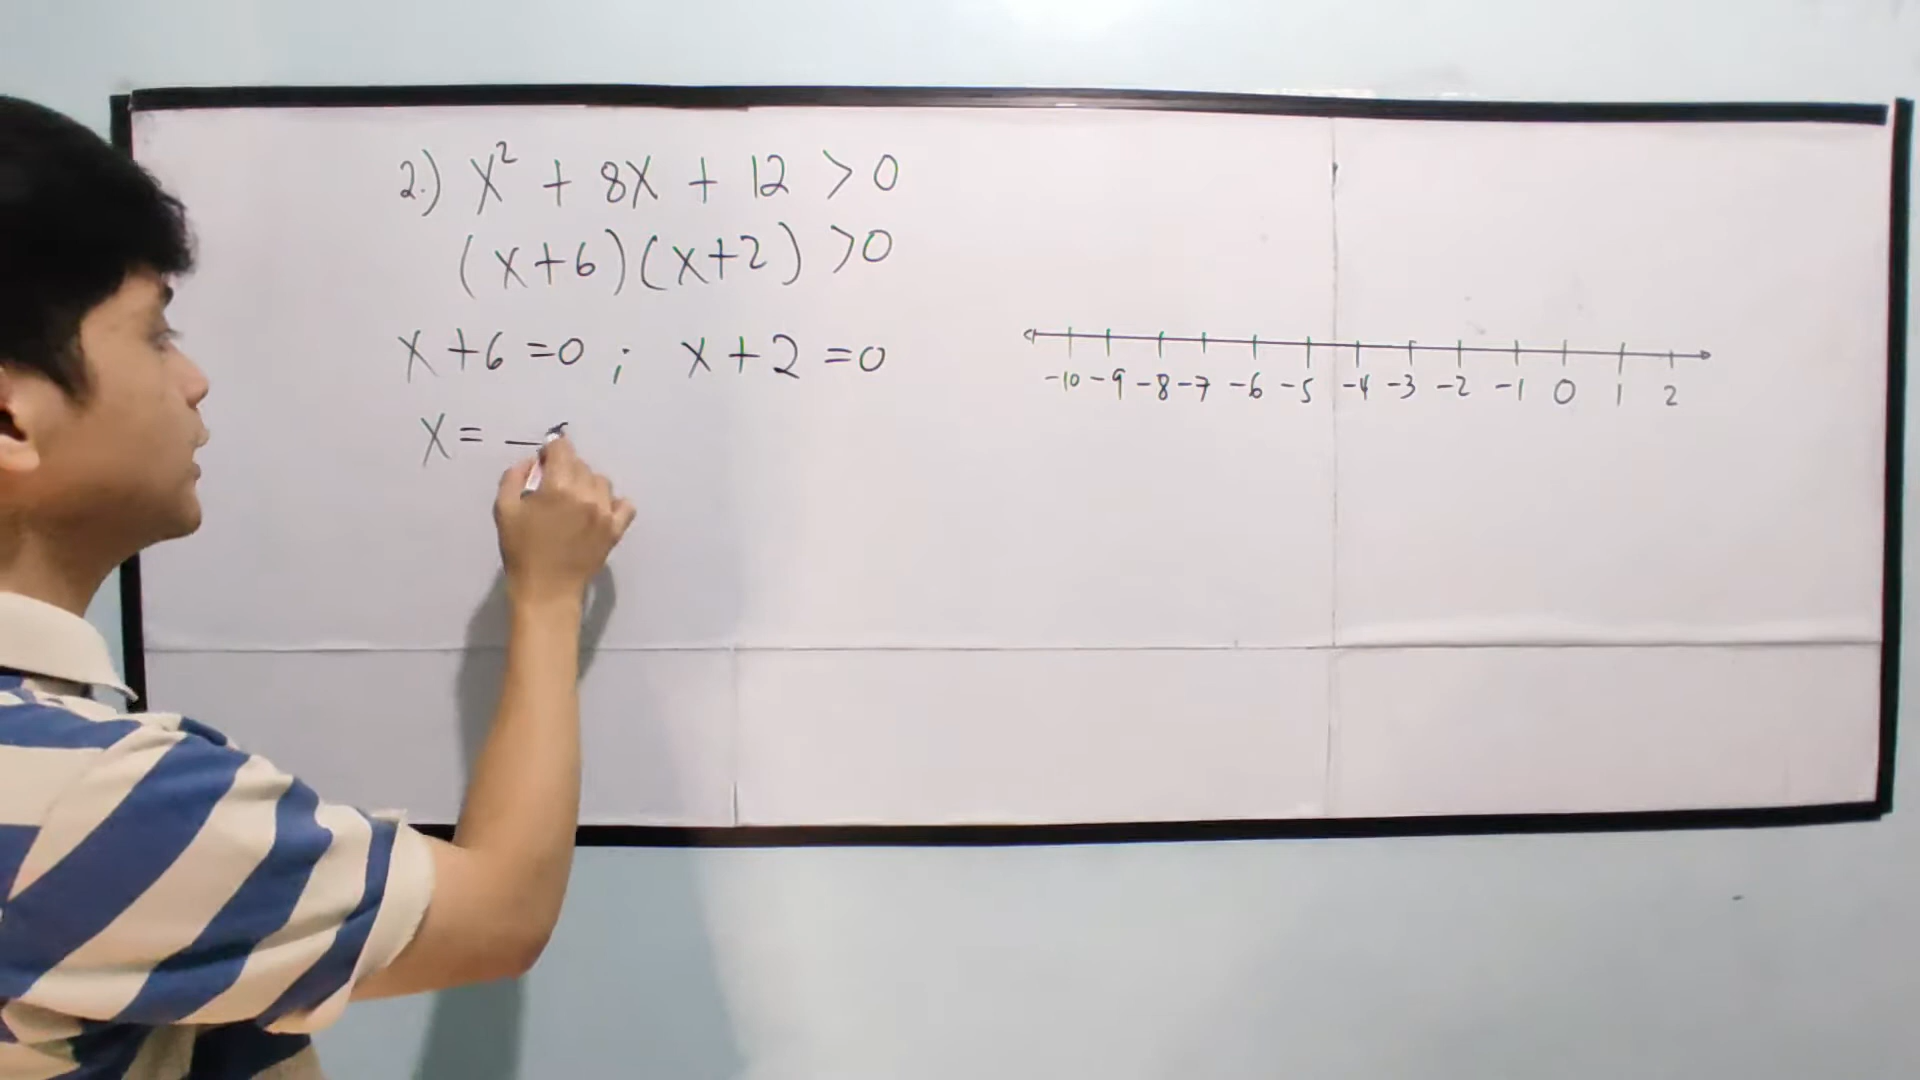 2.) x² + 8x + 12 > 0
(x+6)(x+2) >0
x+6=0 ; x+2=0
x= -
-10 -9 -8 -7 -6 -5 -4 -3 -2 -1 0 1 2